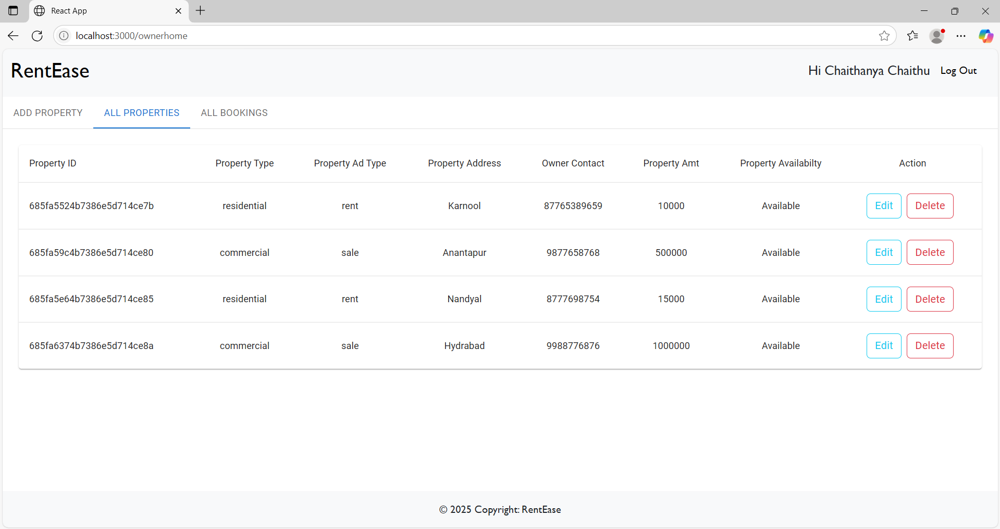 React App
localhost:3000/ownerhome
RentEase
Hi Chaithanya Chaithu Log Out
ADD PROPERTY ALL PROPERTIES ALL BOOKINGS
Property ID Property Type Property Ad Type Property Address Owner Contact Property Amt Property Availabilty Action
685fa5524b7386e5d714ce7b residential rent Karnool 87765389659 10000 Available Edit Delete
685fa59c4b7386e5d714ce80 commercial sale Anantapur 9877658768 500000 Available Edit Delete
685fa5e64b7386e5d714ce85 residential rent Nandyal 8777698754 15000 Available Edit Delete
685fa6374b7386e5d714ce8a commercial sale Hydrabad 9988776876 1000000 Available Edit Delete
© 2025 Copyright: RentEase